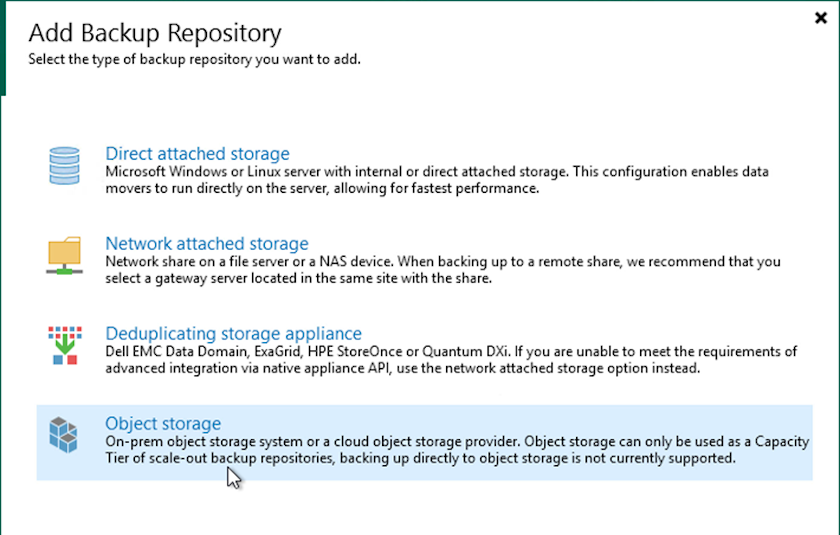 Add Backup Repository
Select the type of backup repository you want to add.
Direct attached storage
Microsoft Windows or Linux server with internal or direct attached storage. This configuration enables data
movers to run directly on the server, allowing for fastest performance.
Network attached storage
Network share on a file server or a NAS device. When backing up to a remote share, we recommend that you
select a gateway server located in the same site with the share.
Deduplicating storage appliance
Dell EMC Data Domain, ExaGrid, HPE StoreOnce or Quantum DXi. If you are unable to meet the requirements of
advanced integration via native appliance API, use the network attached storage option instead.
Object storage
On-prem object storage system or a cloud object storage provider. Object storage can only be used as a Capacity
Tier of scale-out backup repositories, backing up directly to object storage is not currently supported.